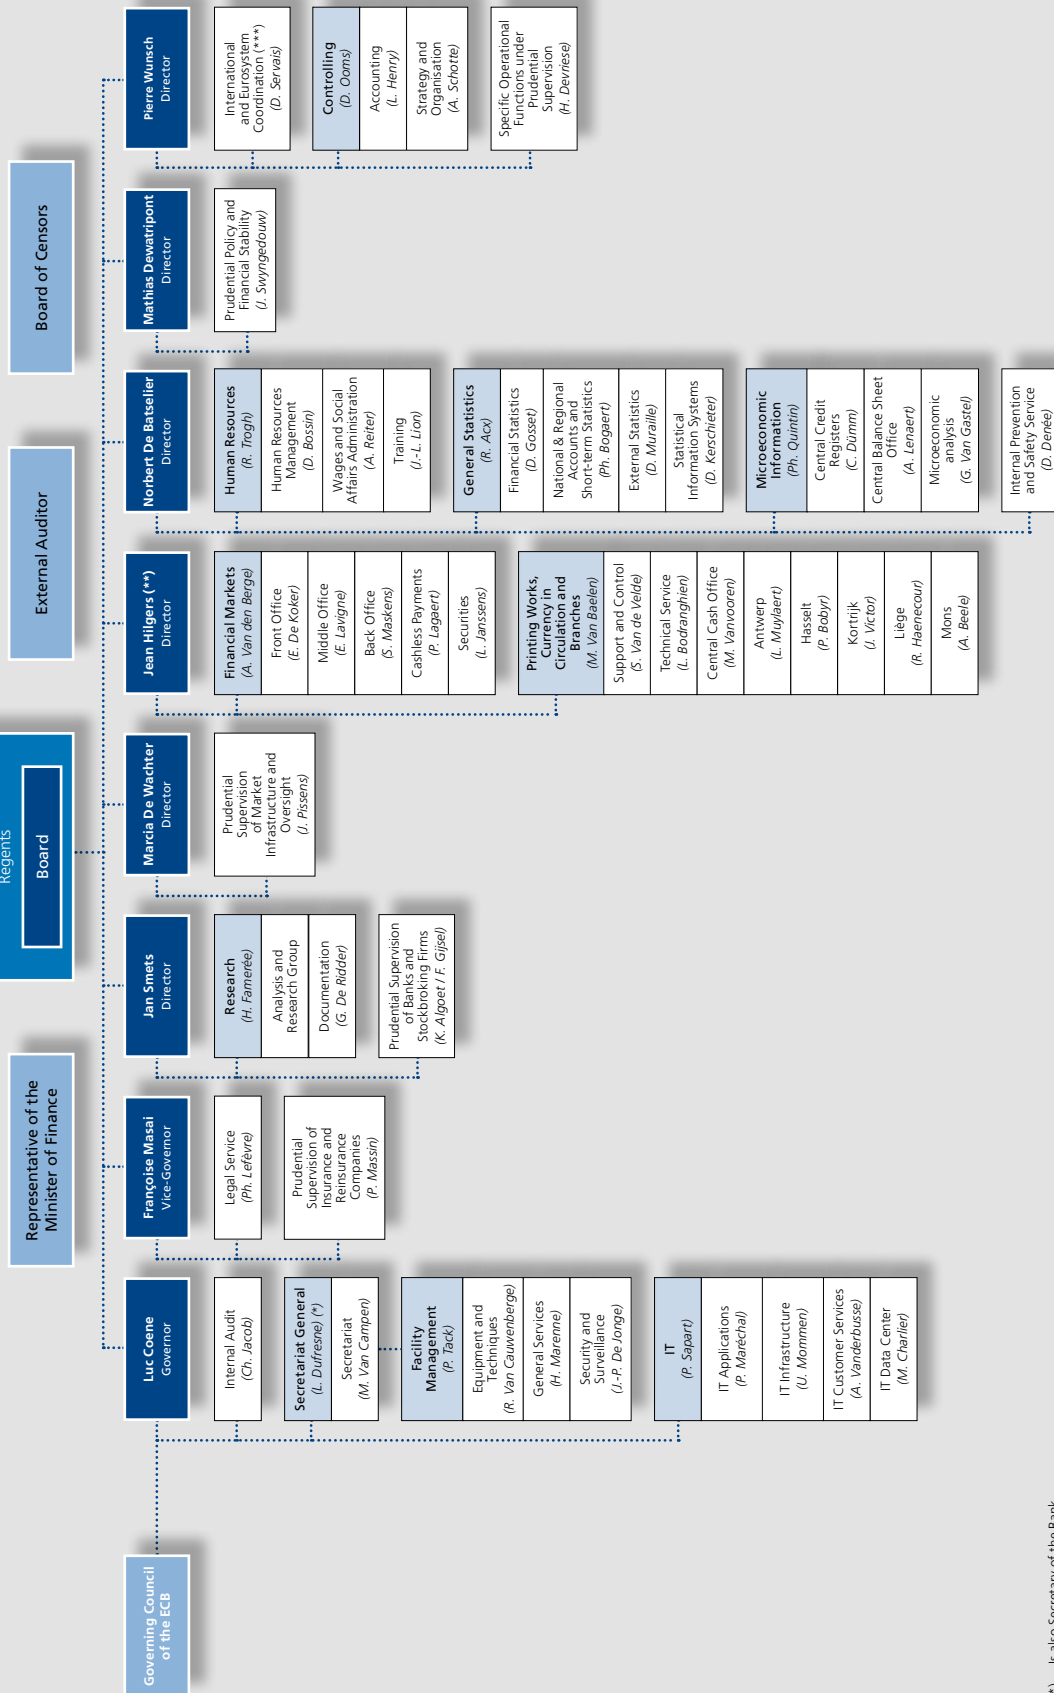 Regents
Board
Representative of the
Minister of Finance
External Auditor
Board of Censors
Governing Council
of the ECB
Luc Coene
Governor
Internal Audit
(Ch. Jacob)
Secretariat General
(L. Dufresne) (*)
Secretariat
(M. Van Campen)
Facility
Management
(P. Tack)
Equipment and
Techniques
(R. Van Cauwenberge)
General Services
(H. Marenne)
Security and
Surveillance
(J.-P. De Jonge)
IT
(P. Sapart)
IT Applications
(P. Maréchal)
IT Infrastructure
(U. Mommen)
IT Customer Services
(A. Vanderbusse)
IT Data Center
(M. Charlier)
Françoise Masai
Vice-Governor
Legal Service
(Ph. Lefèvre)
Prudential
Supervision of
Insurance and
Reinsurance
Companies
(P. Massin)
Jan Smets
Director
Research
(H. Famerée)
Analysis and
Research Group
Documentation
(G. De Ridder)
Prudential Supervision
of Banks and
Stockbroking Firms
(K. Algoet / F. Gijsel)
Marcia De Wachter
Director
Prudential
Supervision
of Market
Infrastructure and
Oversight
(J. Pissens)
Jean Hilgers (**)
Director
Financial Markets
(A. Van den Berge)
Front Office
(E. De Koker)
Middle Office
(E. Lavigne)
Back Office
(S. Maskens)
Cashless Payments
(P. Lagaert)
Securities
(L. Janssens)
Printing Works,
Currency in
Circulation and
Branches
(M. Van Baelen)
Support and Control
(S. Van de Velde)
Technical Service
(L. Bodranghien)
Central Cash Office
(M. Vanvooren)
Antwerp
(L. Muylaert)
Hasselt
(P. Bobyr)
Kortrijk
(J. Victor)
Liège
(R. Haenecour)
Mons
(A. Beele)
Norbert De Batselier
Director
Human Resources
(R. Trogh)
Human Resources
Management
(D. Bossin)
Wages and Social
Affairs Administration
(A. Reiter)
Training
(J.-L. Lion)
General Statistics
(R. Acx)
Financial Statistics
(D. Gosset)
National & Regional
Accounts and
Short-term Statistics
(Ph. Bogaert)
External Statistics
(D. Muraille)
Statistical
Information Systems
(D. Kerschieter)
Microeconomic
Information
(Ph. Quintin)
Central Credit
Registers
(C. Dümm)
Central Balance Sheet
Office
(A. Lenaert)
Microeconomic
analysis
(G. Van Gastel)
Internal Prevention
and Safety Service
(D. Denée)
Mathias Dewatripont
Director
Prudential Policy and
Financial Stability
(J. Swyngedouw)
Pierre Wunsch
Director
International
and Eurosystem
Coordination (***)
(D. Servais)
Controlling
(D. Ooms)
Accounting
(L. Henry)
Strategy and
Organisation
(A. Schotte)
Specific Operational
Functions under
Prudential
Supervision
(H. Devriese)
*) Is also Secretary of the Bank